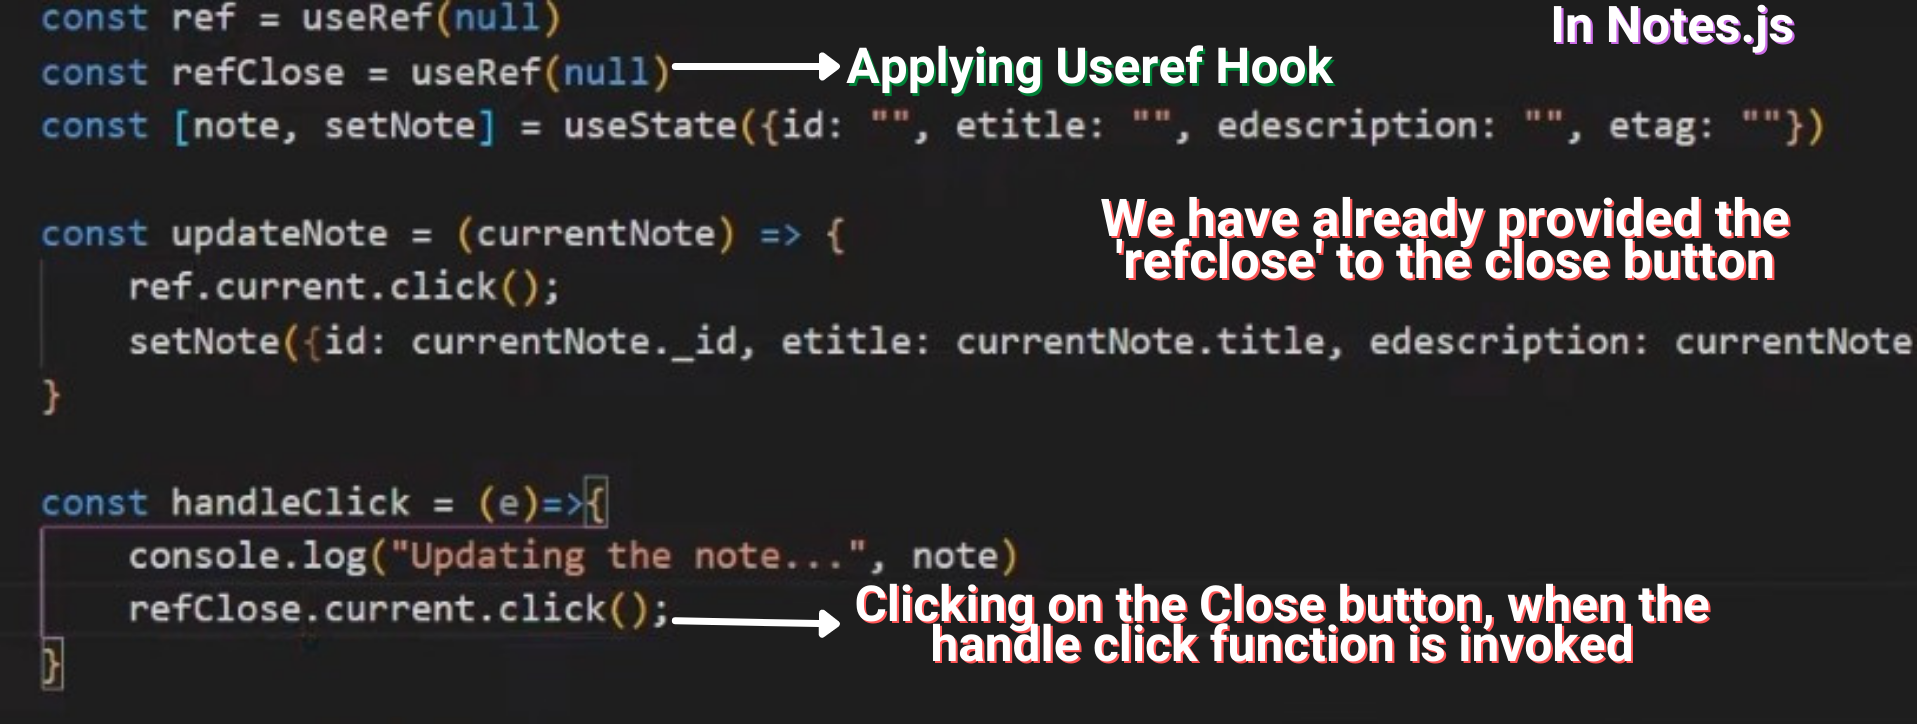 const ref = useRef(null)
In Notes.js
const refClose = useRef(null)
Applying Useref Hook
const [note, setNote] = useState({id: "", etitle: "", edescription: "", etag: ""})
We have already provided the
'refclose' to the close button
const updateNote = (currentNote) => {
ref.current.click();
setNote({id: currentNote._id, etitle: currentNote.title, edescription: currentNote
}
const handleClick = (e)=>{
console.log("Updating the note...", note)
refClose.current.click();
Clicking on the Close button, when the
handle click function is invoked
}